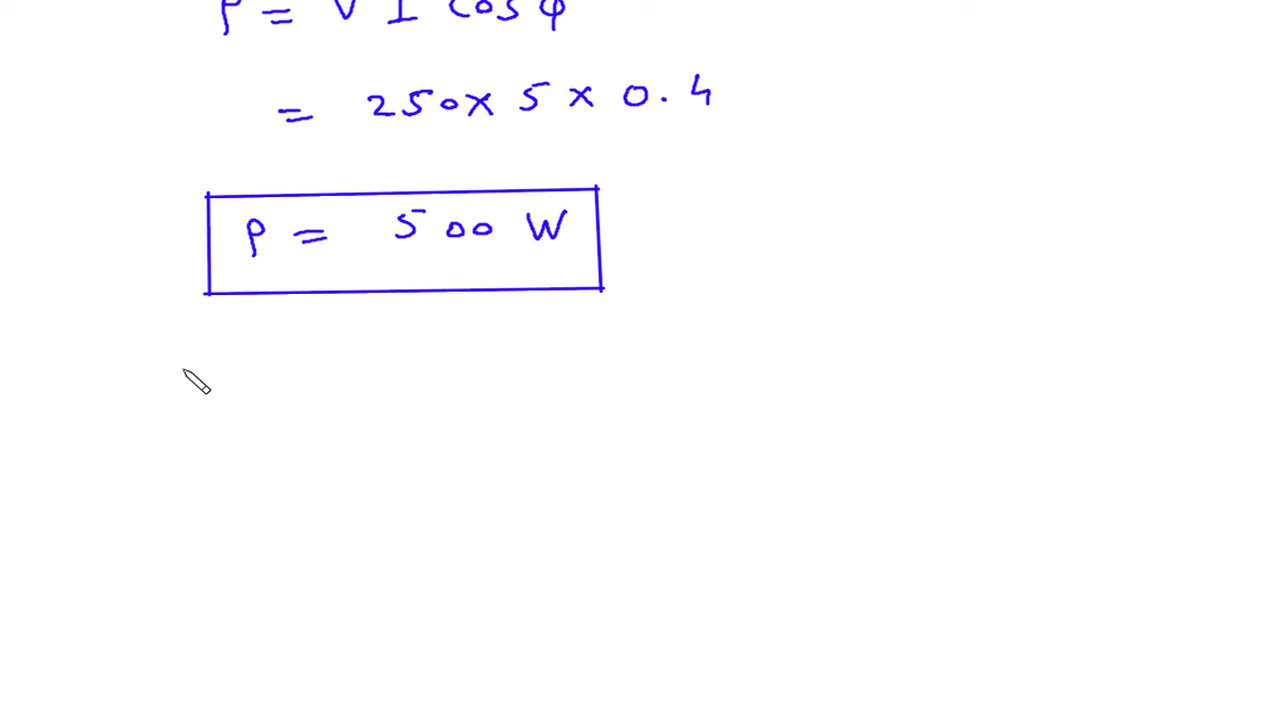 P = V I cos φ
= 250 x 5 x 0.4
P = 500 W